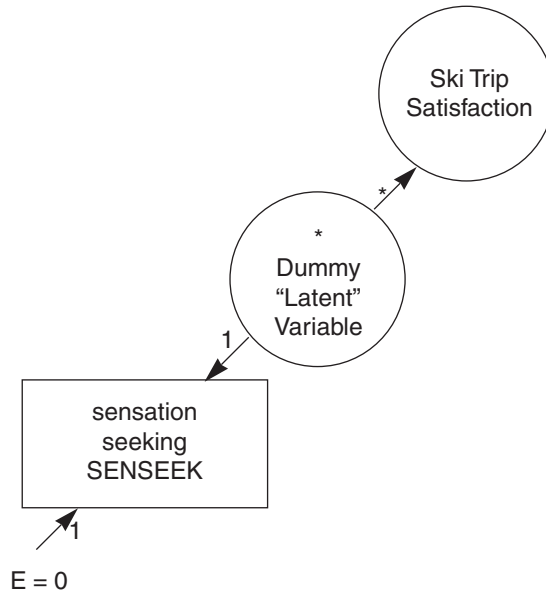 Ski Trip
Satisfaction
*
*
Dummy
“Latent”
Variable
1
sensation
seeking
SENSEEK
1
E = 0